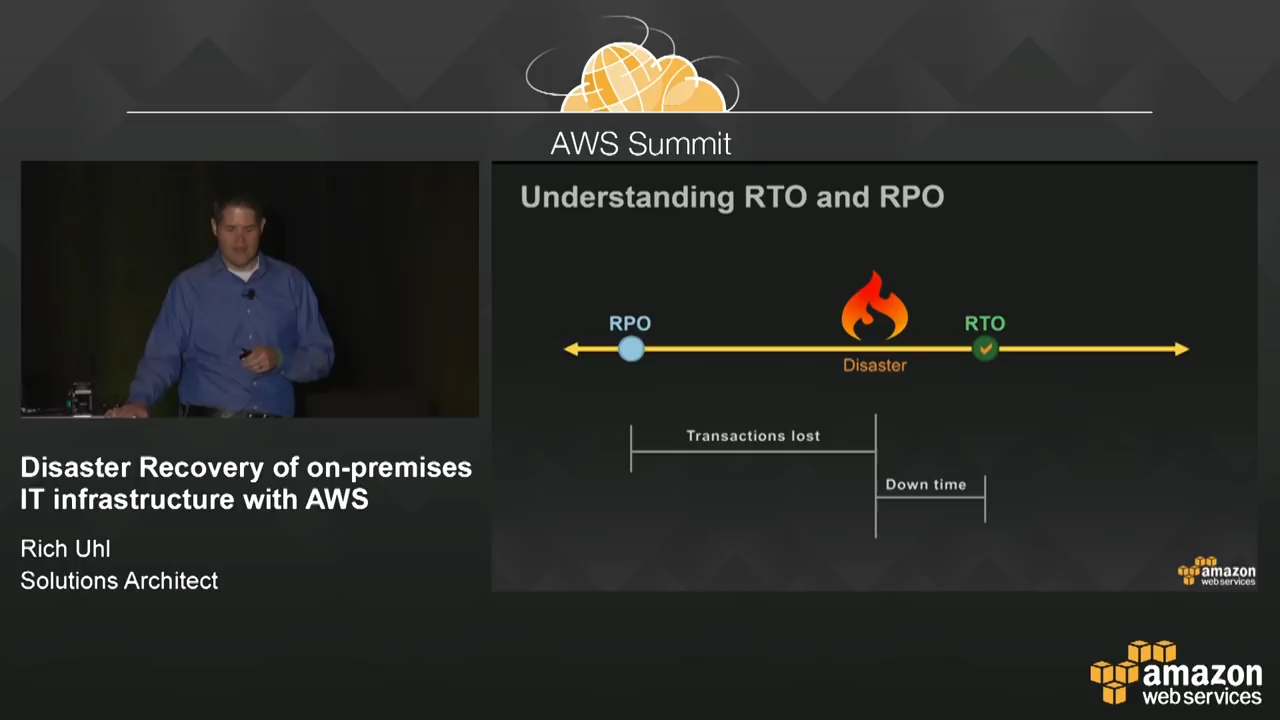 AWS Summit
Understanding RTO and RPO
RPO
RTO
Disaster
Transactions lost
Down time
amazon
web services
Disaster Recovery of on-premises
IT infrastructure with AWS
Rich Uhl
Solutions Architect
amazon
web services